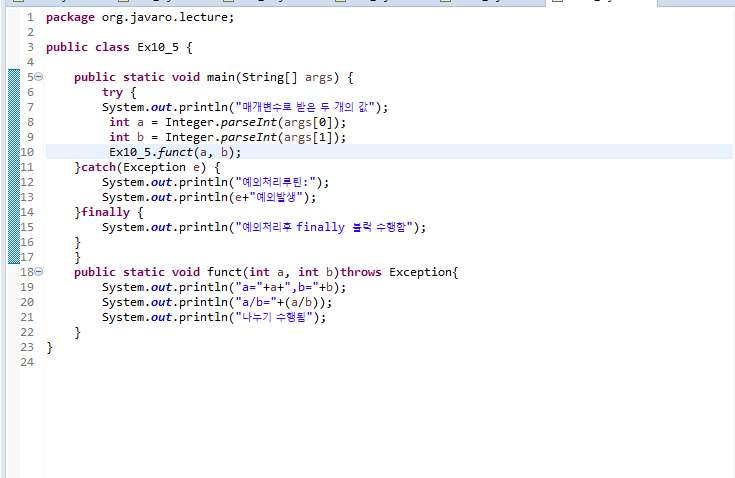 1 package org.javaro.lecture;
2
3 public class Ex10_5 {
4
5 public static void main(String[] args) {
6 try {
7 System.out.println("매개변수로 받은 두 개의 값");
8 int a = Integer.parseInt(args[0]);
9 int b = Integer.parseInt(args[1]);
10 Ex10_5.funct(a, b);
11 }catch(Exception e) {
12 System.out.println("예외처리루틴:");
13 System.out.println(e+"예외발생");
14 }finally {
15 System.out.println("예외처리후 finally 블럭 수행함");
16 }
17 }
18 public static void funct(int a, int b)throws Exception{
19 System.out.println("a="+a+",b="+b);
20 System.out.println("a/b="+(a/b));
21 System.out.println("나누기 수행됨");
22 }
23 }
24